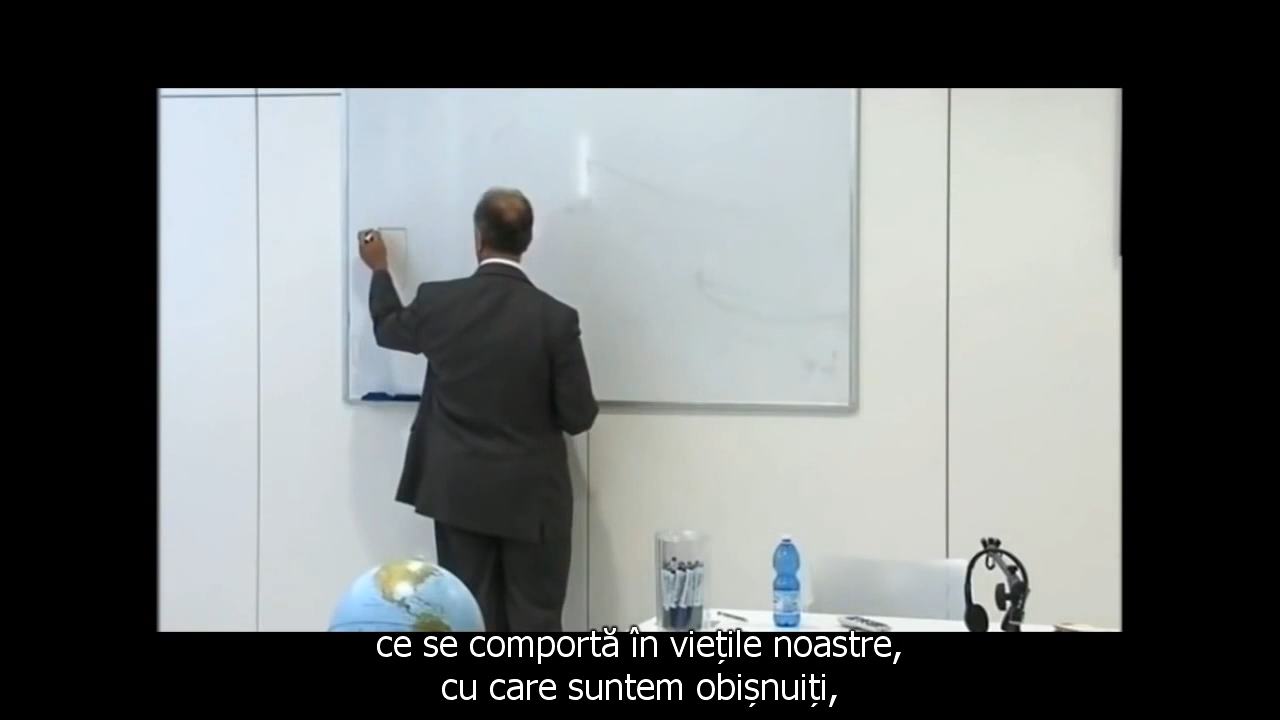 ce se comportă în viețile noastre,
cu care suntem obișnuiți,